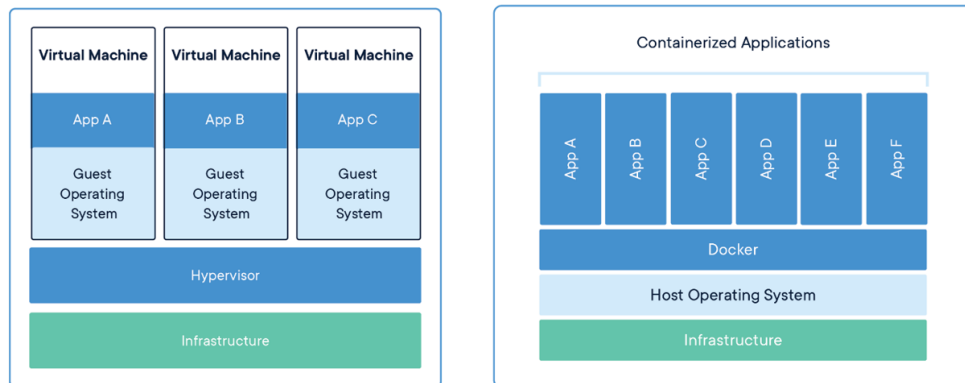 Virtual Machine
App A
Guest
Operating
System
Virtual Machine
App B
Guest
Operating
System
Virtual Machine
App C
Guest
Operating
System
Hypervisor
Infrastructure
Containerized Applications
App A
App B
App C
App D
App E
App F
Docker
Host Operating System
Infrastructure